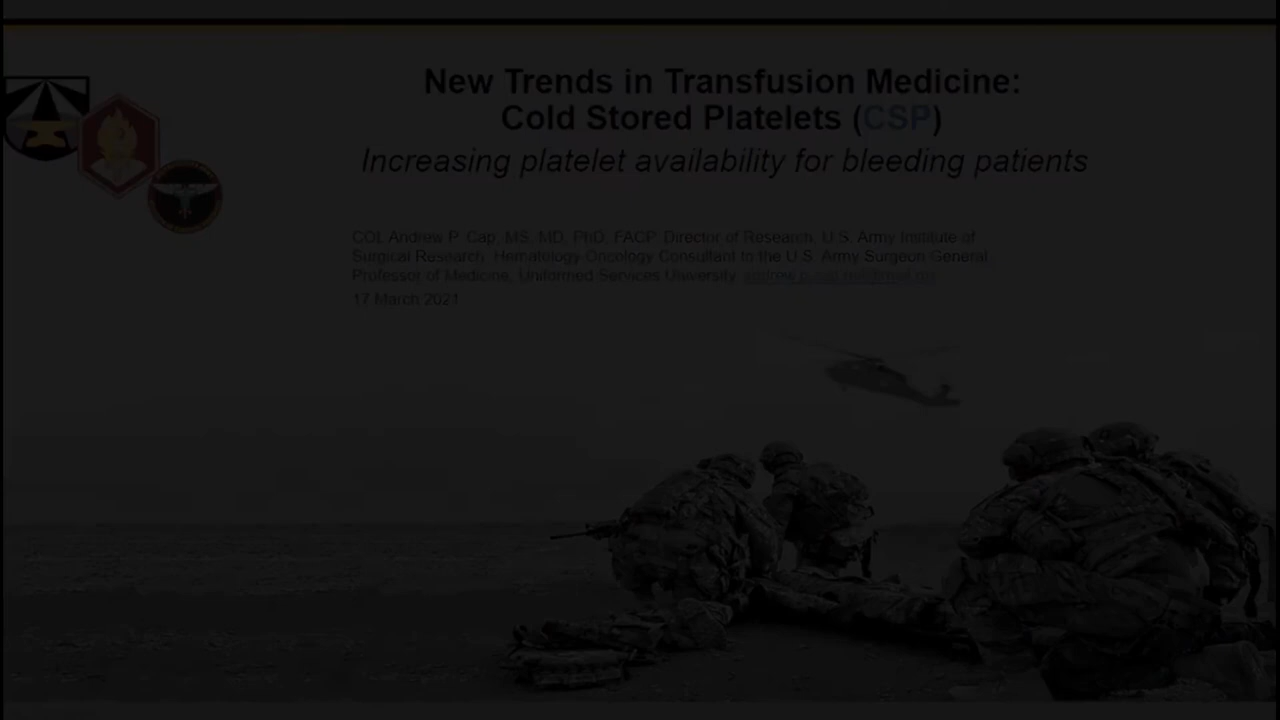 New Trends in Transfusion Medicine:
Cold Stored Platelets (CSP)
Increasing platelet availability for bleeding patients
COL Andrew P. Cap, MS, MD, PhD, FACP, Director of Research, U.S. Army Institute of
Surgical Research, Hematology-Oncology Consultant to the U.S. Army Surgeon General
Professor of Medicine, Uniformed Services University
17 March 2021